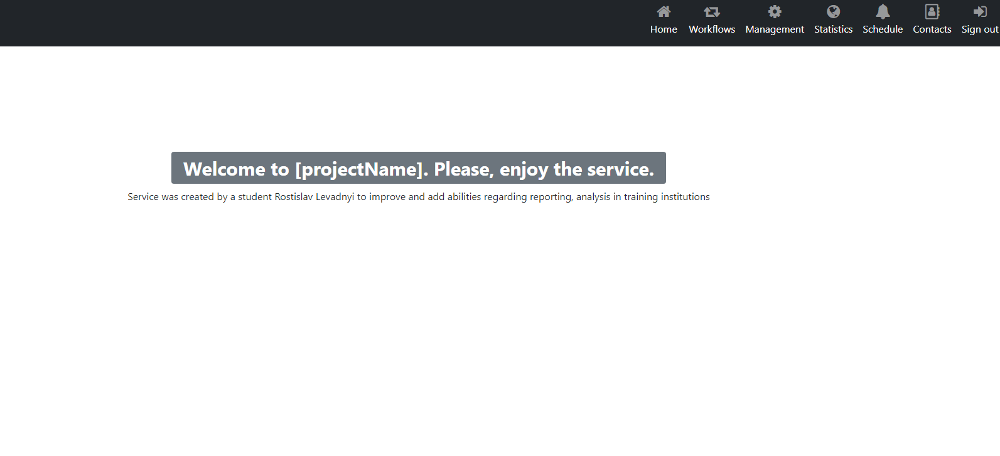 Home Workflows Management Statistics Schedule Contacts Sign out
Welcome to [projectName]. Please, enjoy the service.
Service was created by a student Rostislav Levadnyi to improve and add abilities regarding reporting, analysis in training institutions